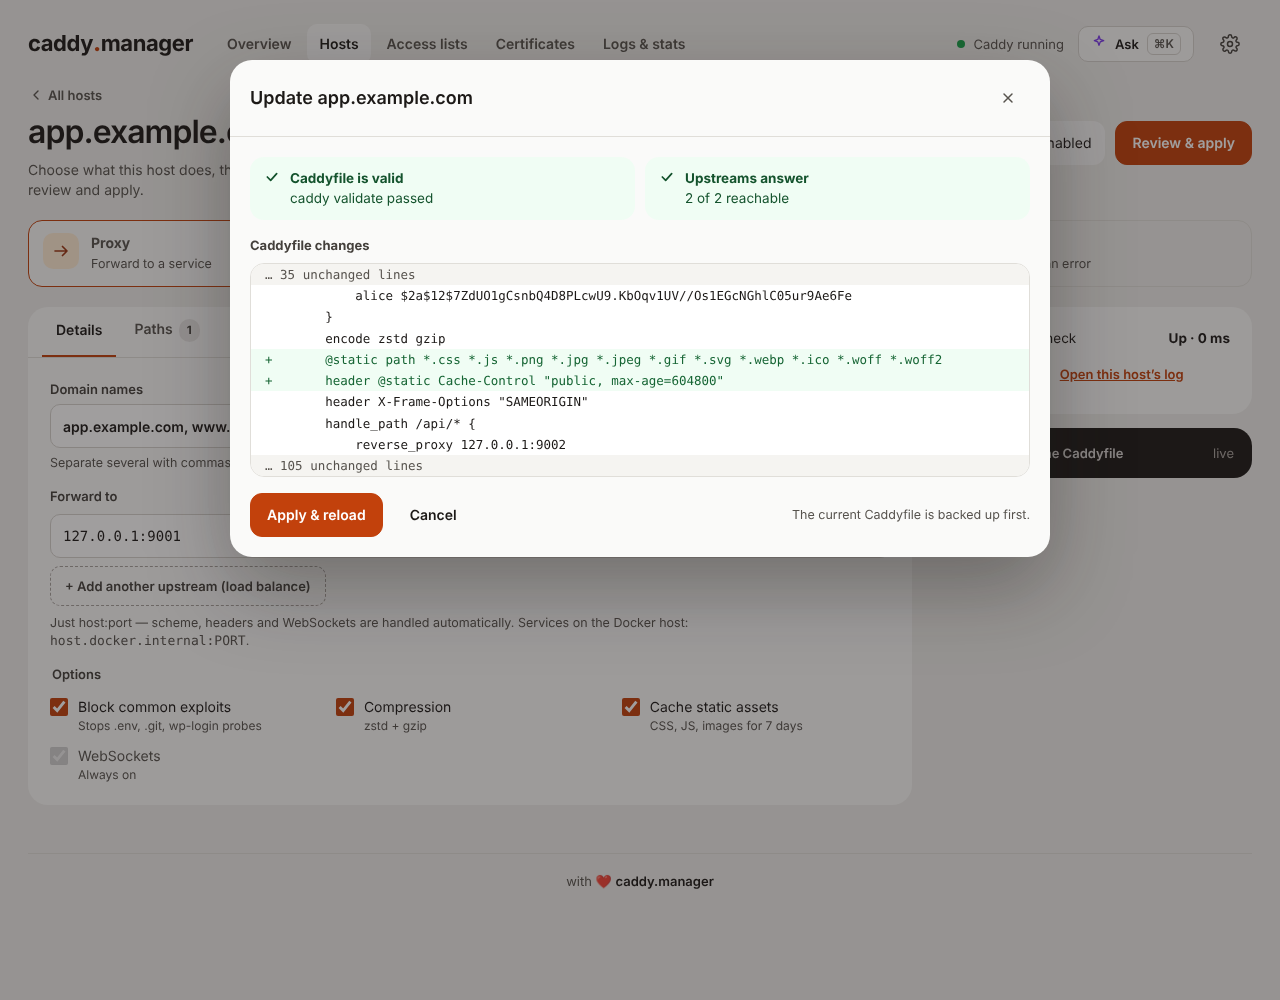 caddy.manager
Overview
Hosts
Access lists
Certificates
Logs & stats
Caddy running
Ask
⌘K
All hosts
app.example.
nabled
Review & apply
Choose what this host does, th
review and apply.
Proxy
Forward to a service
n error
Update app.example.com
Caddyfile is valid
caddy validate passed
Upstreams answer
2 of 2 reachable
Caddyfile changes
… 35 unchanged lines
alice $2a$12$7ZdUO1gCsnbQ4D8PLcwU9.KbOqv1UV//Os1EGcNGhlC05ur9Ae6Fe
}
encode zstd gzip
+ @static path *.css *.js *.png *.jpg *.jpeg *.gif *.svg *.webp *.ico *.woff *.woff2
+ header @static Cache-Control "public, max-age=604800"
header X-Frame-Options "SAMEORIGIN"
handle_path /api/* {
reverse_proxy 127.0.0.1:9002
… 105 unchanged lines
Apply & reload
Cancel
The current Caddyfile is backed up first.
Details
Paths 1
heck
Up · 0 ms
Open this host's log
e Caddyfile
live
Domain names
app.example.com, www.
Separate several with commas
Forward to
127.0.0.1:9001
+ Add another upstream (load balance)
Just host:port — scheme, headers and WebSockets are handled automatically. Services on the Docker host:
host.docker.internal:PORT.
Options
Block common exploits
Stops .env, .git, wp-login probes
Compression
zstd + gzip
Cache static assets
CSS, JS, images for 7 days
WebSockets
Always on
with ❤️ caddy.manager